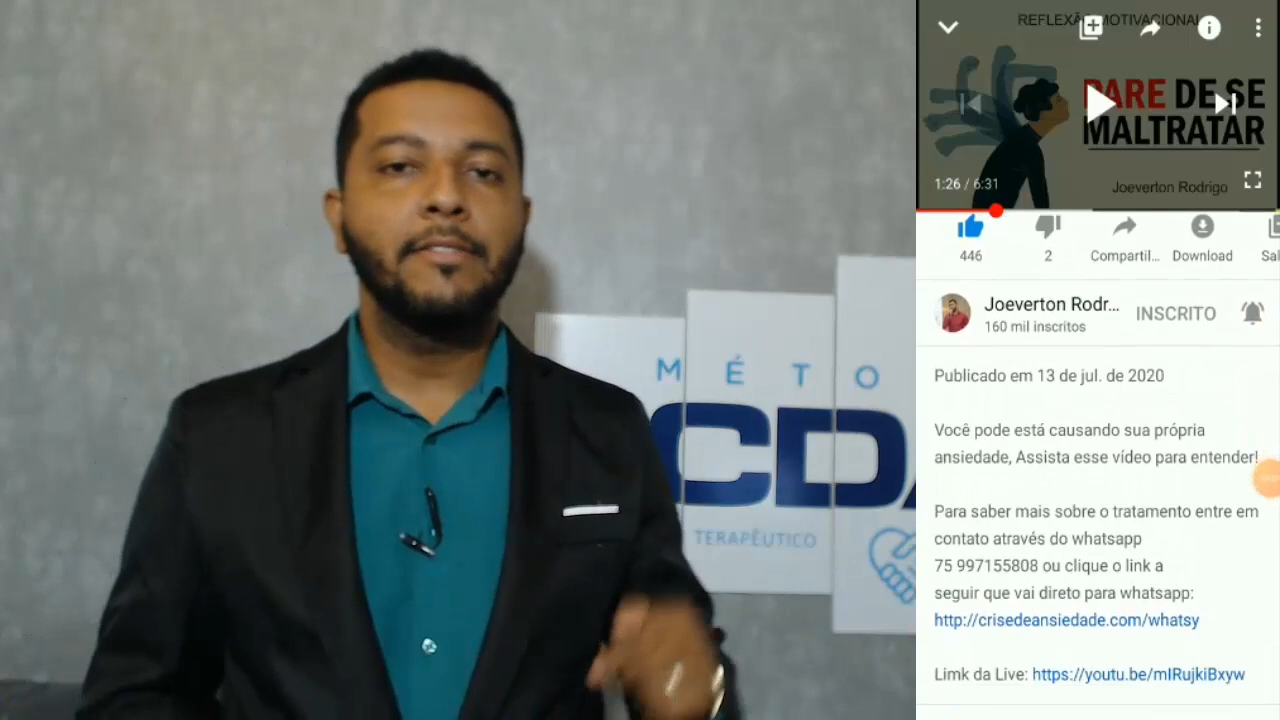 M É T O
CDA
TERAPÊUTICO
REFLEXÃO MOTIVACIONAL
PARE DE SE
MALTRATAR
1:26 / 6:31
Joeverton Rodrigo
446
2
Compartil...
Download
Sal
Joeverton Rodr...
INSCRITO
160 mil inscritos
Publicado em 13 de jul. de 2020
Você pode está causando sua própria
ansiedade, Assista esse vídeo para entender!
Para saber mais sobre o tratamento entre em
contato através do whatsapp
75 997155808 ou clique o link a
seguir que vai direto para whatsapp:
http://crisedeansiedade.com/whatsy
Limk da Live: https://youtu.be/mIRujkiBxyw